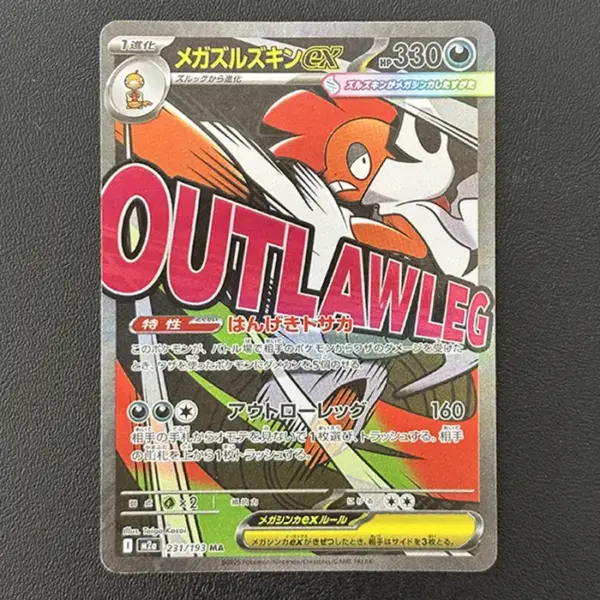 1進化
メガズルズキンex
HP330
ズルッグから進化
ズルズキンがメガシンカしたすがた
OUTLAWLEG
特性
はんげきトサカ
このポケモンが、バトル場で相手のポケモンからワザのダメージを受けた
とき、ワザを使ったポケモンにダメカンを5個のせる。
アウトローレッグ 160
相手の手札からオモテを見ないで1枚選び、トラッシュする。相手
の山札を上から1枚トラッシュする。
弱点 ×2 抵抗力 にげる
メガシンカexルール
メガシンカexがきぜつしたとき、相手はサイドを3枚とる。
Illus. Taiga Kasai
I M2a 231/193 MA
©2025 Pokémon/Nintendo/Creatures/GAME FREAK